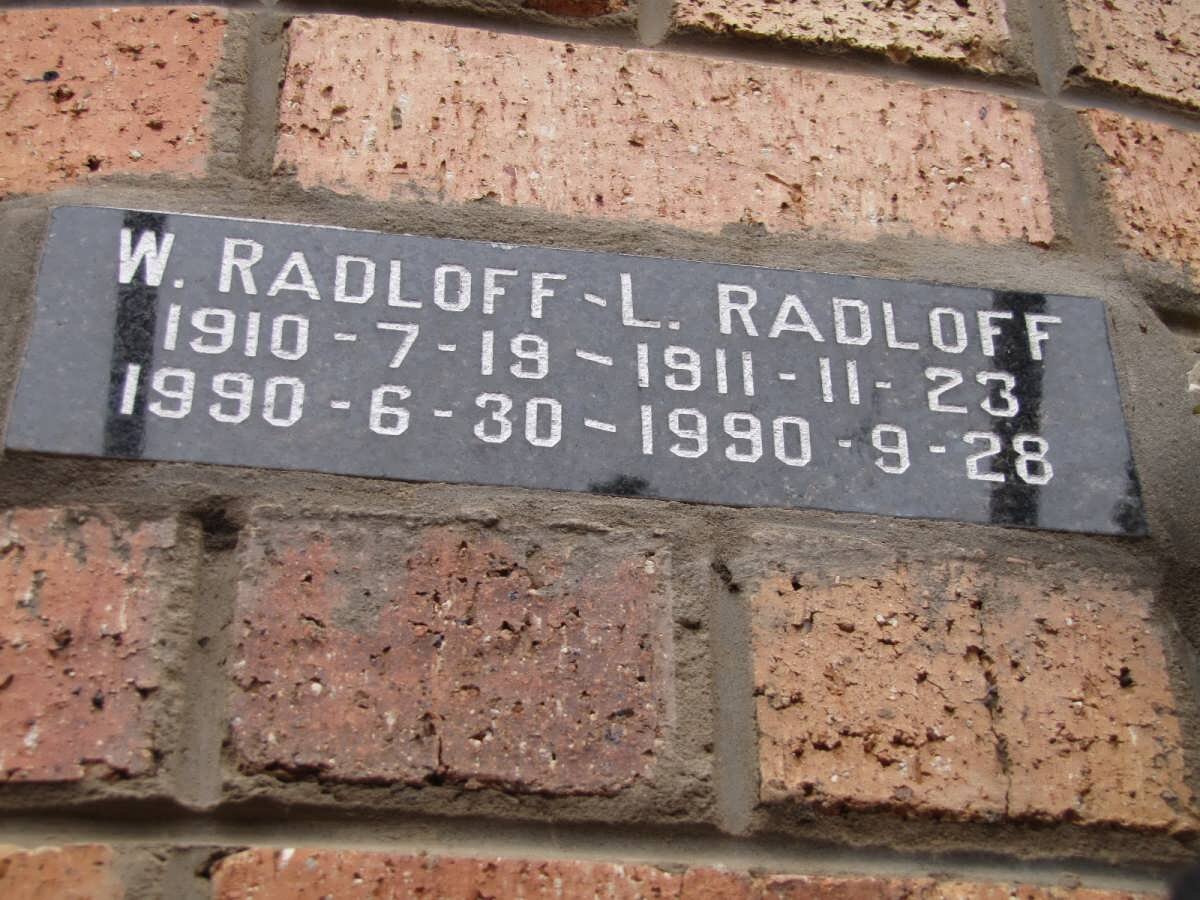 W. RADLOFF - L. RADLOFF
1910 - 7 - 19 - 1911 - 11 - 23
1990 - 6 - 30 - 1990 - 9 - 28